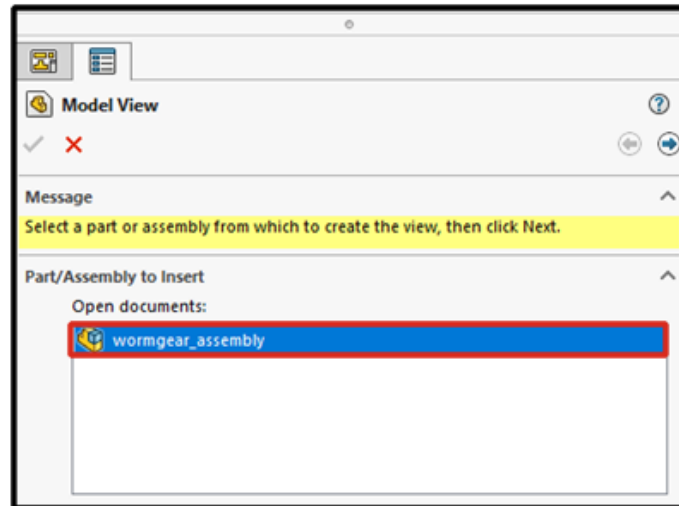 Model View
Message
Select a part or assembly from which to create the view, then click Next.
Part/Assembly to Insert
Open documents:
wormgear_assembly